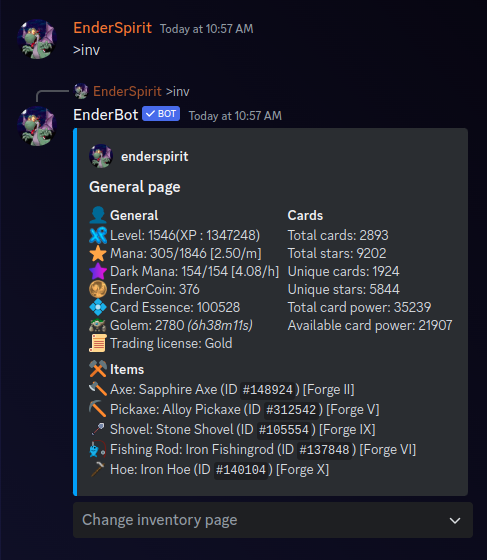 EnderSpirit Today at 10:57 AM
>inv
EnderSpirit >inv
EnderBot ✓ BOT Today at 10:57 AM
enderspirit
General page
General
Level: 1546(XP : 1347248)
Mana: 305/1846 [2.50/m]
Dark Mana: 154/154 [4.08/h]
EnderCoin: 376
Card Essence: 100528
Golem: 2780 (6h38m11s)
Trading license: Gold
Cards
Total cards: 2893
Total stars: 9202
Unique cards: 1924
Unique stars: 5844
Total card power: 35239
Available card power: 21907
Items
Axe: Sapphire Axe (ID #148924) [Forge II]
Pickaxe: Alloy Pickaxe (ID #312542) [Forge V]
Shovel: Stone Shovel (ID #105554) [Forge IX]
Fishing Rod: Iron Fishingrod (ID #137848) [Forge VI]
Hoe: Iron Hoe (ID #140104) [Forge X]
Change inventory page